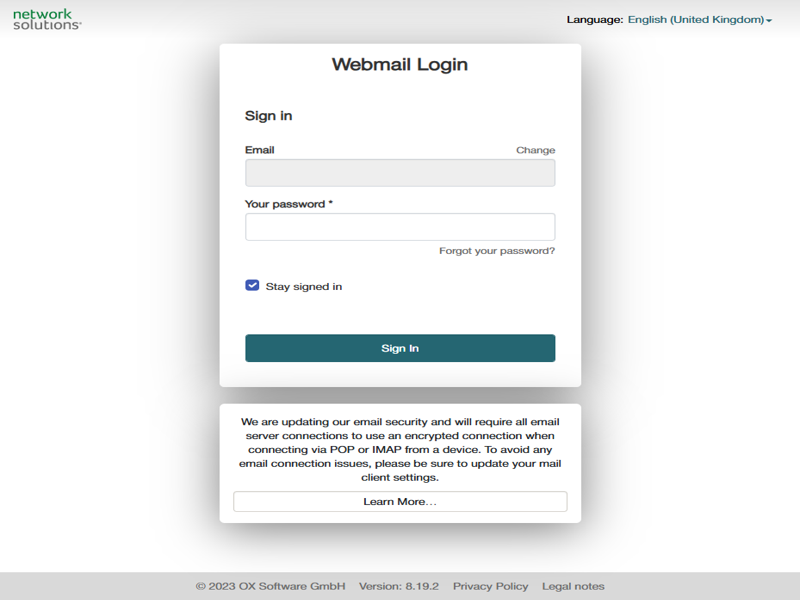 network
solutions®
Language: English (United Kingdom)
Webmail Login
Sign in
Email
Change
Your password *
Forgot your password?
Stay signed in
Sign In
We are updating our email security and will require all email
server connections to use an encrypted connection when
connecting via POP or IMAP from a device. To avoid any
email connection issues, please be sure to update your mail
client settings.
Learn More...
© 2023 OX Software GmbH Version: 8.19.2 Privacy Policy Legal notes